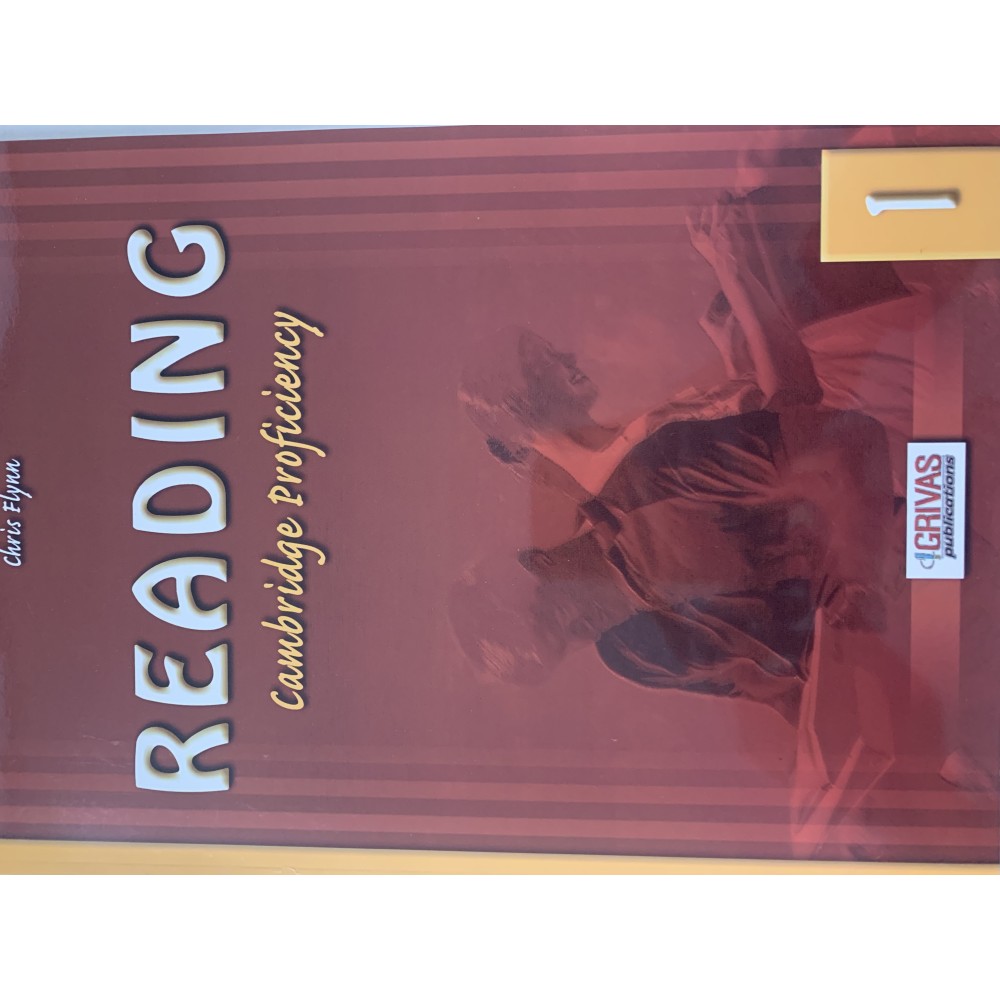 Chris Flynn
READING
Cambridge Proficiency
GRIVAS
publications
1